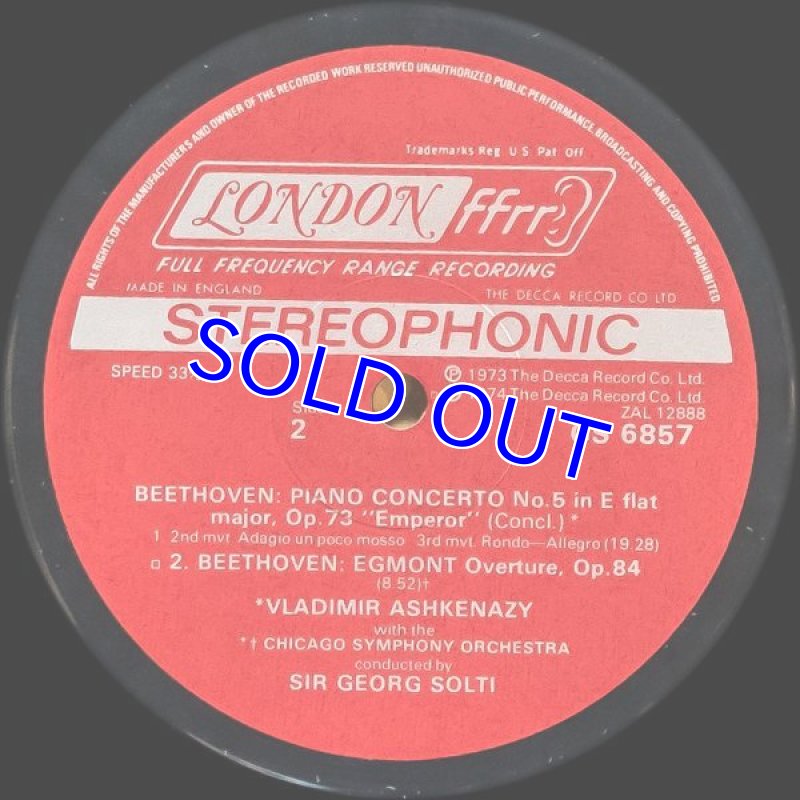 ALL RIGHTS OF THE MANUFACTURERS AND OWNER OF THE RECORDED WORK RESERVED UNAUTHORIZED PUBLIC PERFORMANCE BROADCASTING AND COPYING PROHIBITED
Trademarks Reg U S Pat Off
LONDON ffrr
FULL FREQUENCY RANGE RECORDING
MADE IN ENGLAND THE DECCA RECORD CO LTD
STEREOPHONIC
SPEED 33
℗ 1973 The Decca Record Co. Ltd.
1974 The Decca Record Co. Ltd.
ZAL 12888
2
CS 6857
SOLD OUT
BEETHOVEN: PIANO CONCERTO No.5 in E flat
major, Op.73 "Emperor" (Concl.) *
1 2nd mvt Adagio un poco mosso 3rd mvt. Rondo—Allegro (19.28)
2. BEETHOVEN: EGMONT Overture, Op.84
(8 52)†
*VLADIMIR ASHKENAZY
with the
*† CHICAGO SYMPHONY ORCHESTRA
conducted by
SIR GEORG SOLTI